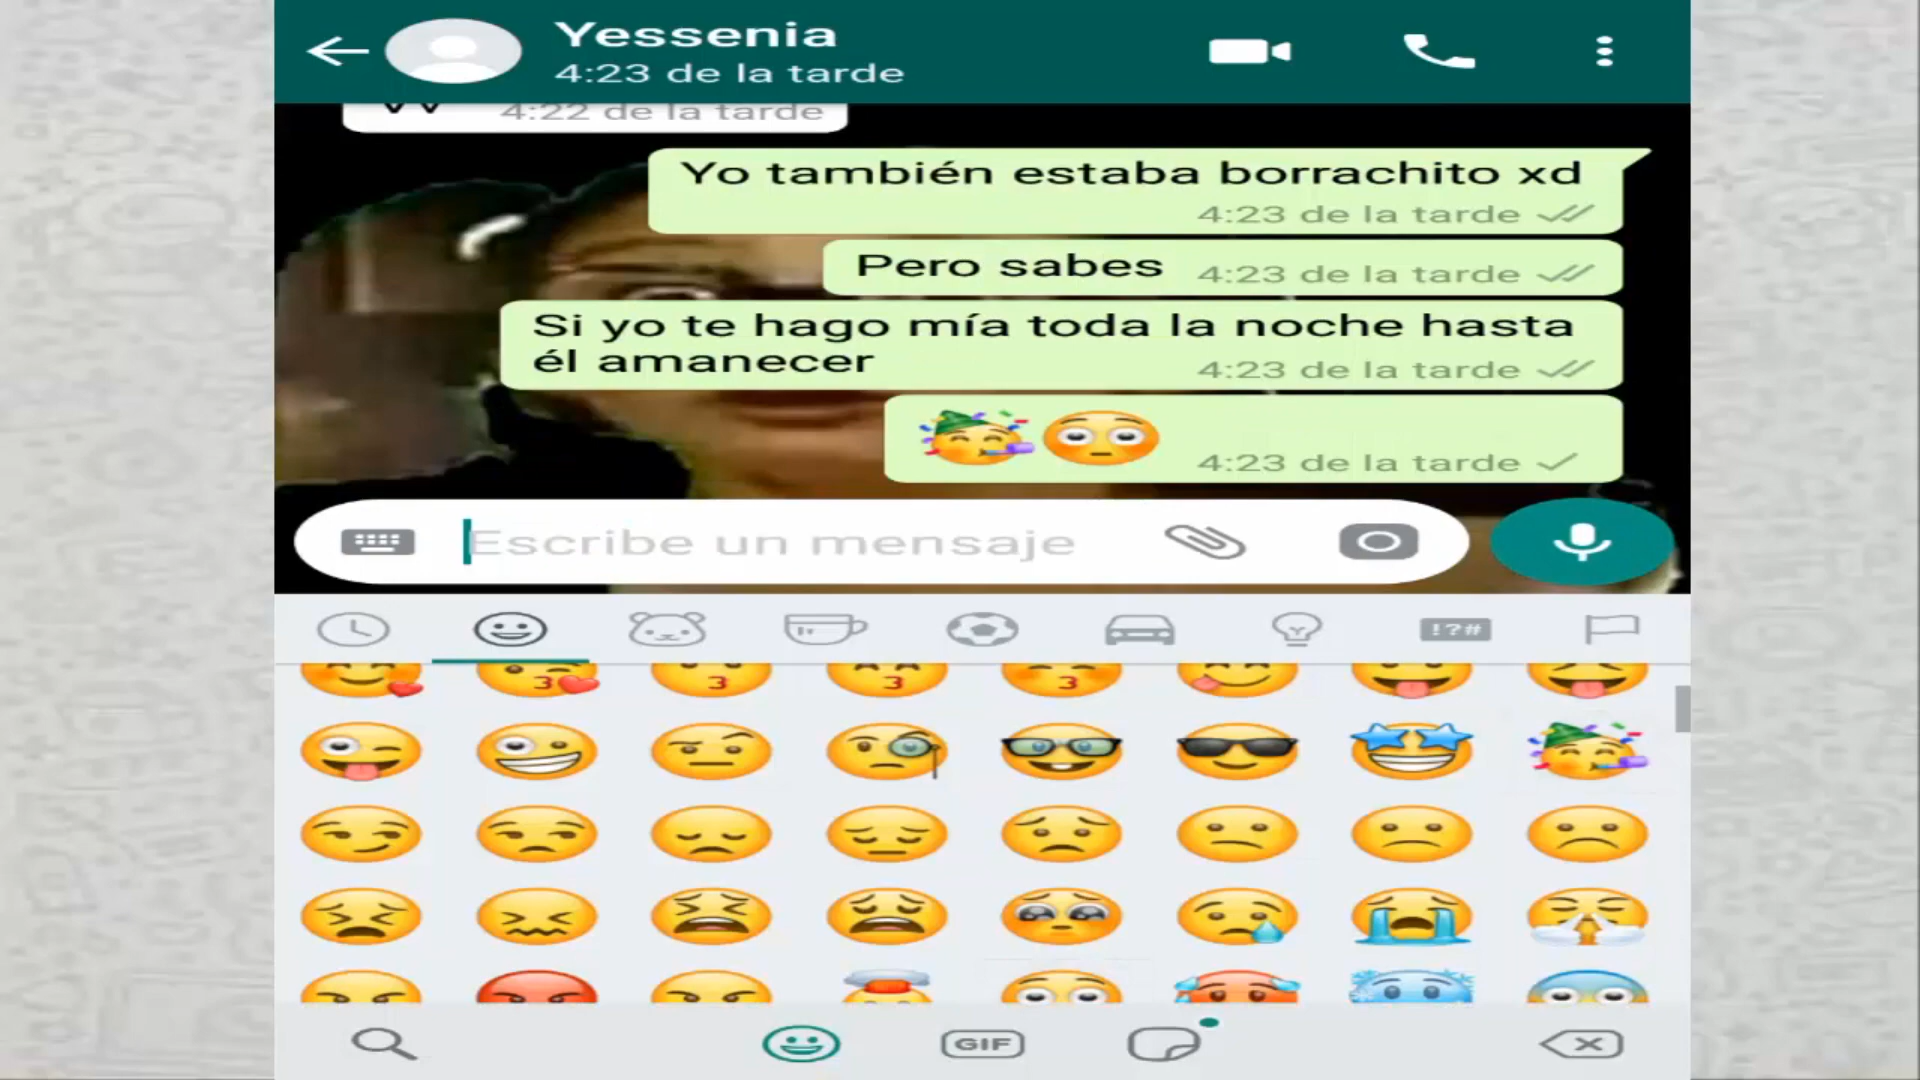 Yessenia
4:23 de la tarde
4:22 de la tarde
Yo también estaba borrachito xd
4:23 de la tarde
Pero sabes 4:23 de la tarde
Si yo te hago mía toda la noche hasta
él amanecer 4:23 de la tarde
4:23 de la tarde
Escribe un mensaje
!?#
GIF